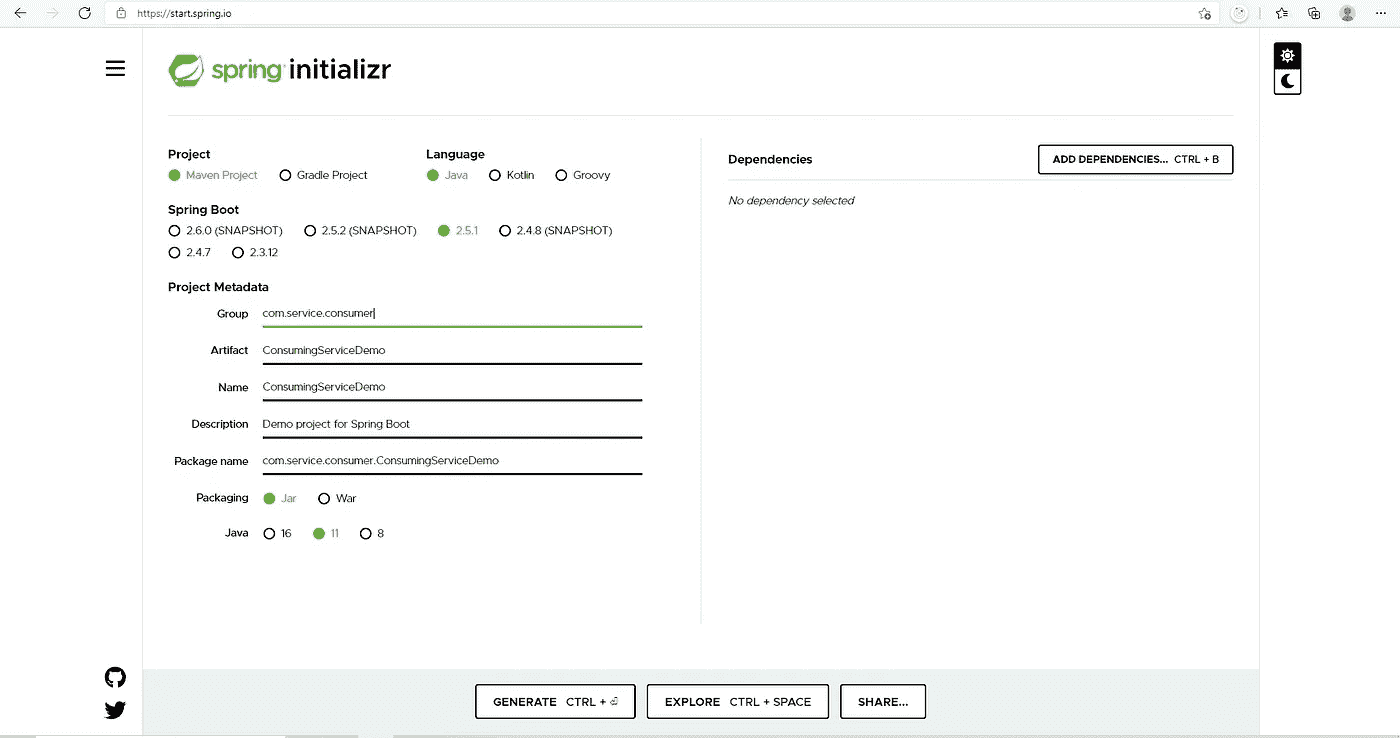 https://start.spring.io
spring initializr
Project
Maven Project Gradle Project
Language
Java Kotlin Groovy
Spring Boot
2.6.0 (SNAPSHOT) 2.5.2 (SNAPSHOT) 2.5.1 2.4.8 (SNAPSHOT)
2.4.7 2.3.12
Project Metadata
Group com.service.consumer
Artifact ConsumingServiceDemo
Name ConsumingServiceDemo
Description Demo project for Spring Boot
Package name com.service.consumer.ConsumingServiceDemo
Packaging Jar War
Java 16 11 8
Dependencies ADD DEPENDENCIES... CTRL + B
No dependency selected
GENERATE CTRL + ⏎ EXPLORE CTRL + SPACE SHARE...